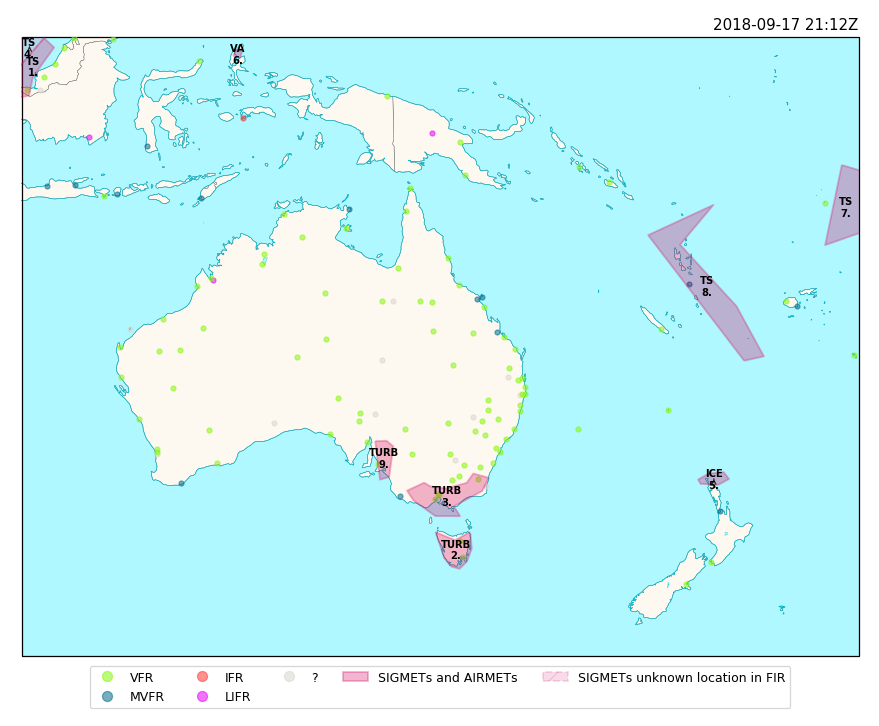 2018-09-17 21:12Z
TS
4.
TS
1.
VA
6.
TS
7.
TS
8.
TURB
9.
TURB
3.
ICE
5.
TURB
2.
VFR
MVFR
IFR
LIFR
?
SIGMETs and AIRMETs
SIGMETs unknown location in FIR